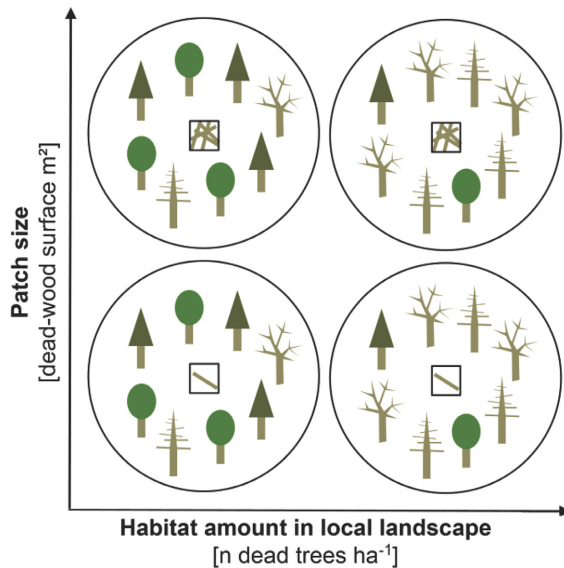 Patch size
[dead-wood surface m²]
Habitat amount in local landscape
[n dead trees ha⁻¹]